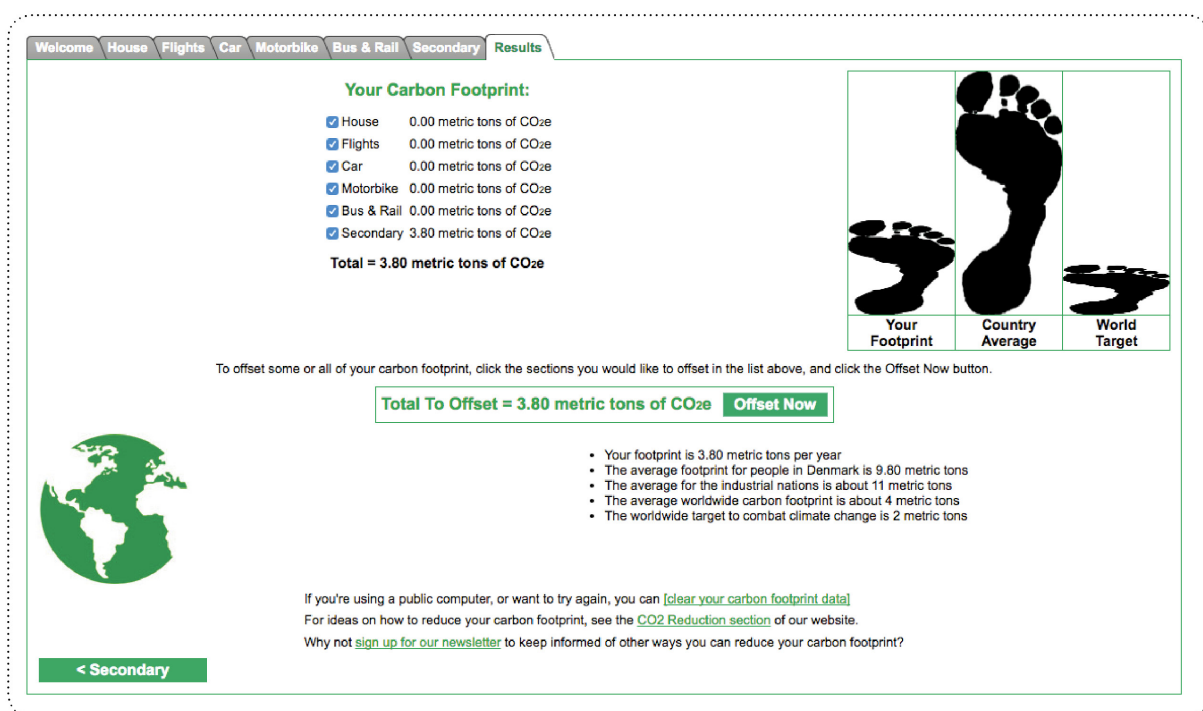 Welcome House Flights Car Motorbike Bus & Rail Secondary Results
Your Carbon Footprint:
House 0.00 metric tons of CO2e
Flights 0.00 metric tons of CO2e
Car 0.00 metric tons of CO2e
Motorbike 0.00 metric tons of CO2e
Bus & Rail 0.00 metric tons of CO2e
Secondary 3.80 metric tons of CO2e
Total = 3.80 metric tons of CO2e
Your Footprint
Country Average
World Target
To offset some or all of your carbon footprint, click the sections you would like to offset in the list above, and click the Offset Now button.
Total To Offset = 3.80 metric tons of CO2e Offset Now
• Your footprint is 3.80 metric tons per year
• The average footprint for people in Denmark is 9.80 metric tons
• The average for the industrial nations is about 11 metric tons
• The average worldwide carbon footprint is about 4 metric tons
• The worldwide target to combat climate change is 2 metric tons
If you're using a public computer, or want to try again, you can [clear your carbon footprint data]
For ideas on how to reduce your carbon footprint, see the CO2 Reduction section of our website.
Why not sign up for our newsletter to keep informed of other ways you can reduce your carbon footprint?
< Secondary